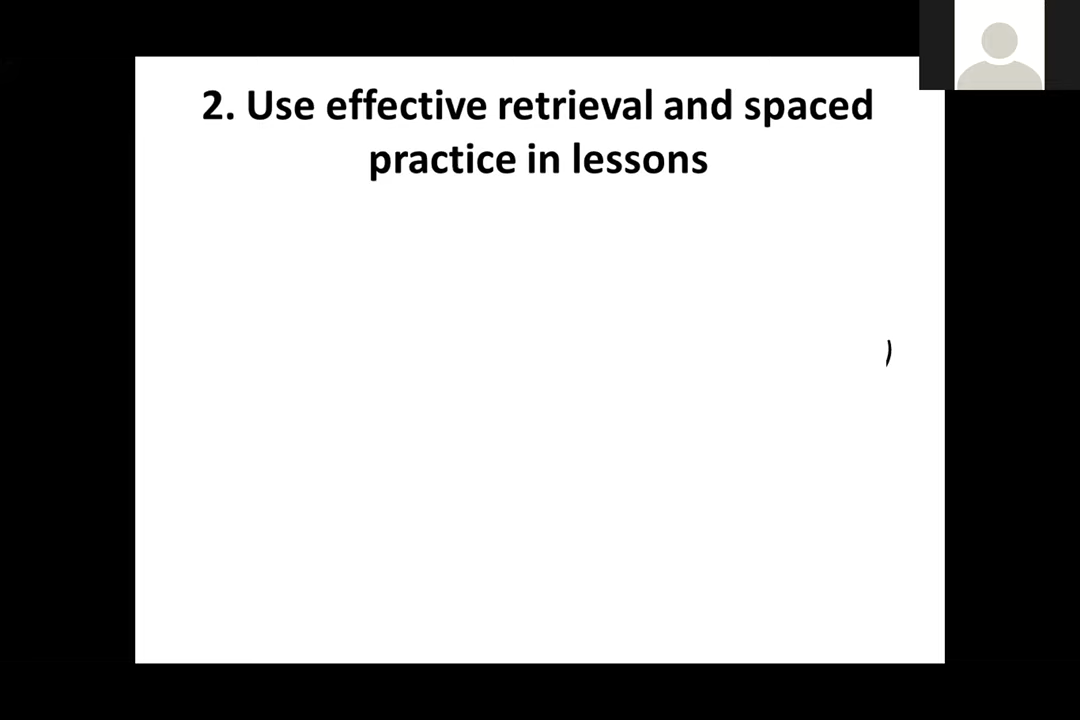 2. Use effective retrieval and spaced
practice in lessons
)